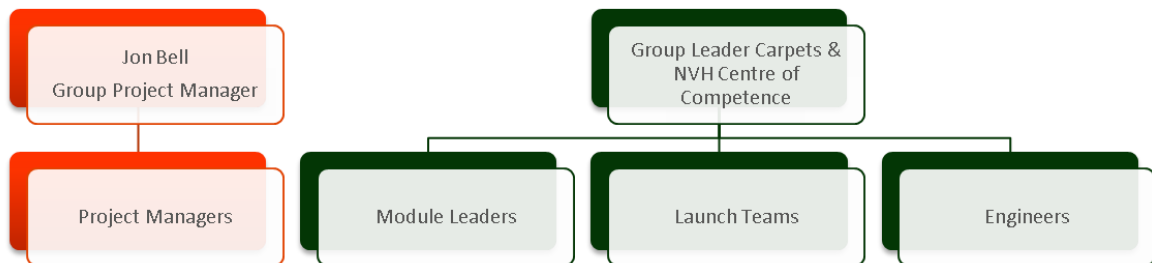 Jon Bell
Group Project Manager
Group Leader Carpets &
NVH Centre of
Competence
Project Managers
Module Leaders
Launch Teams
Engineers